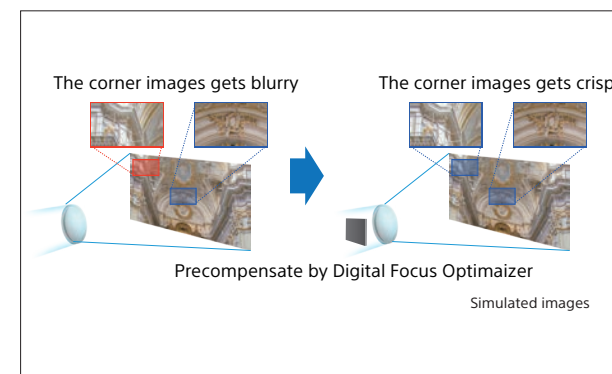 The corner images gets blurry
The corner images gets crisp
Precompensate by Digital Focus Optimaizer
Simulated images